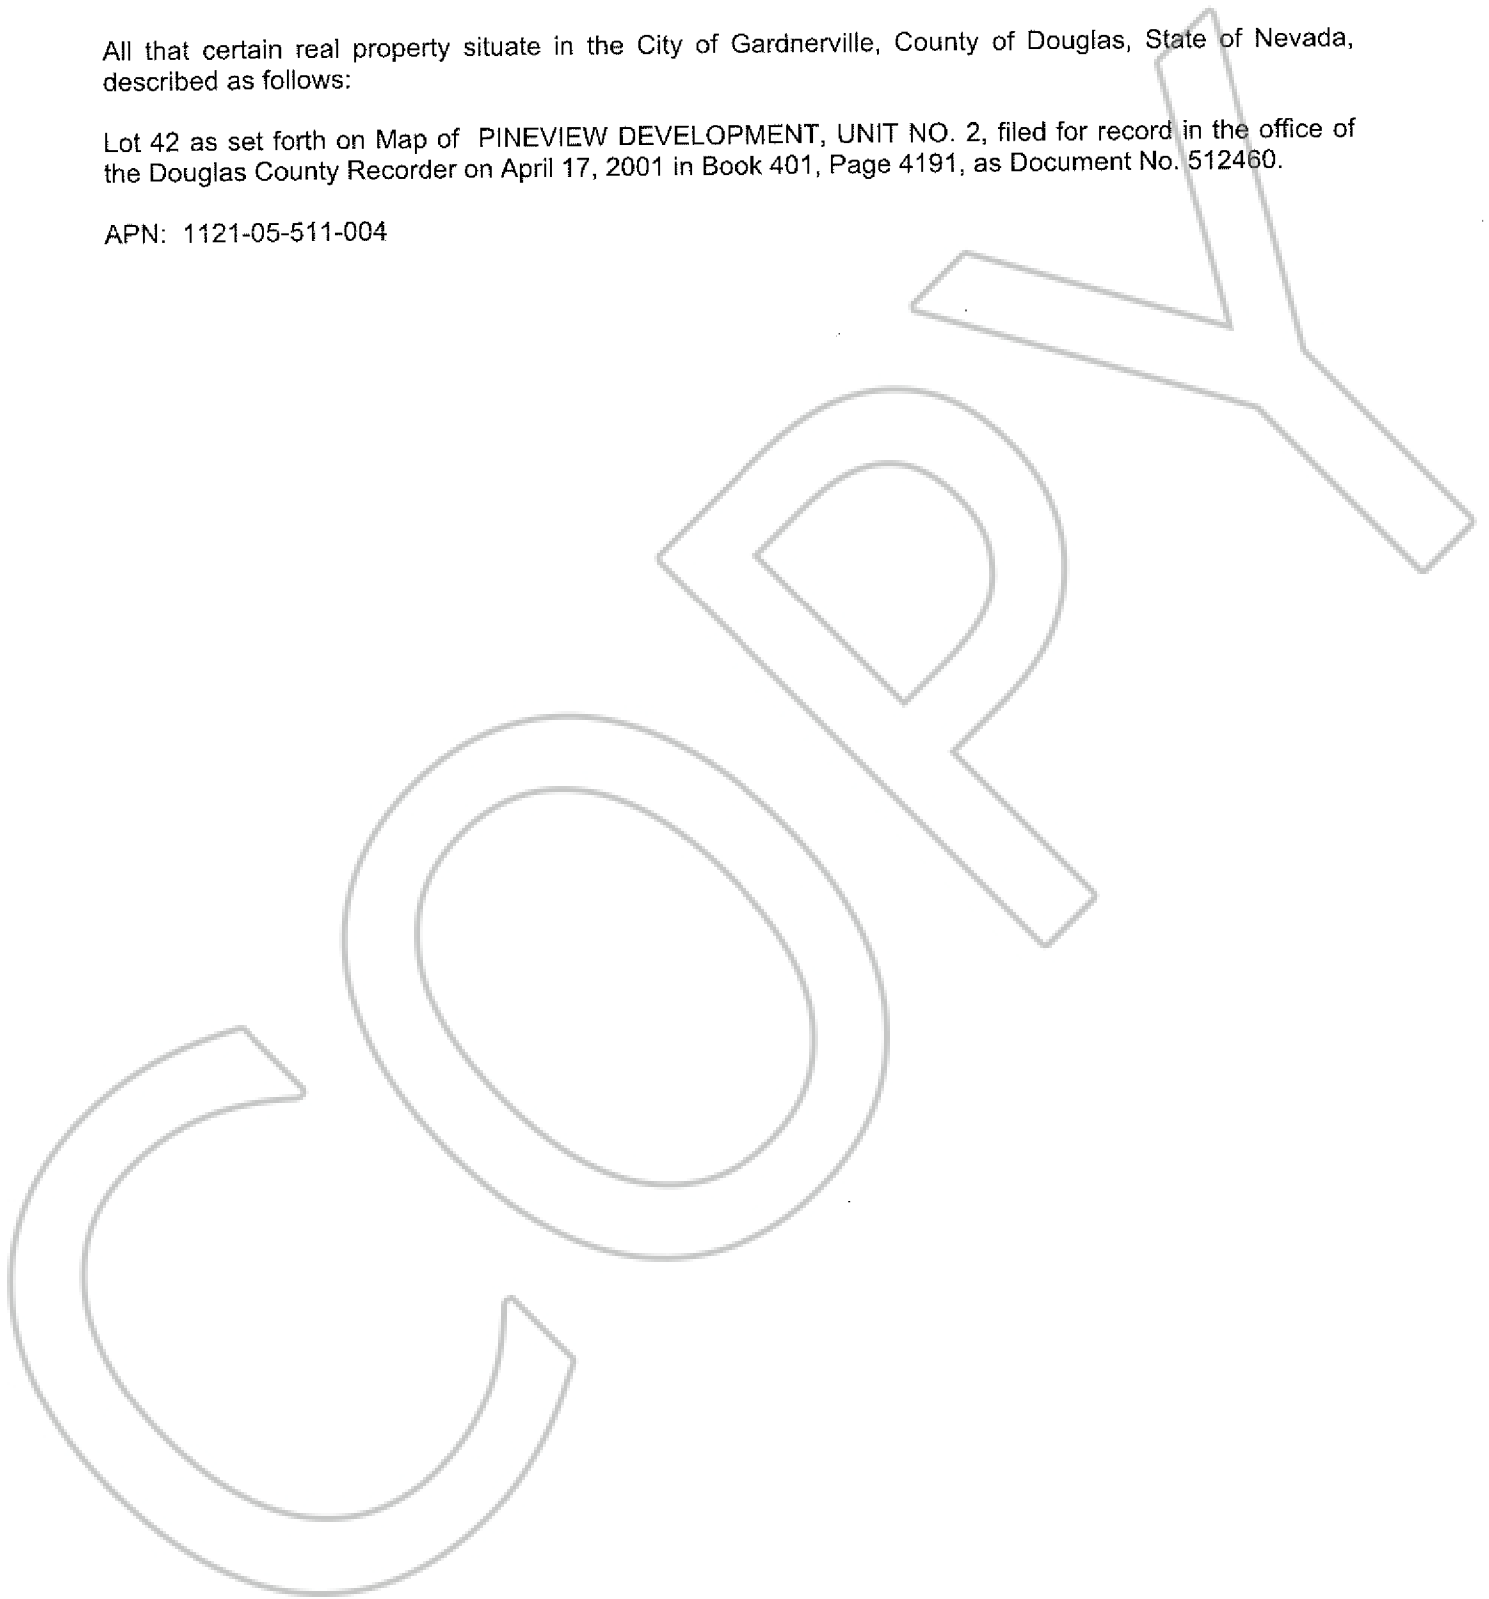 All that certain real property situate in the City of Gardnerville, County of Douglas, State of Nevada,
described as follows:
Lot 42 as set forth on Map of PINEVIEW DEVELOPMENT, UNIT NO. 2, filed for record in the office of
the Douglas County Recorder on April 17, 2001 in Book 401, Page 4191, as Document No. 512460.
APN: 1121-05-511-004
COPY